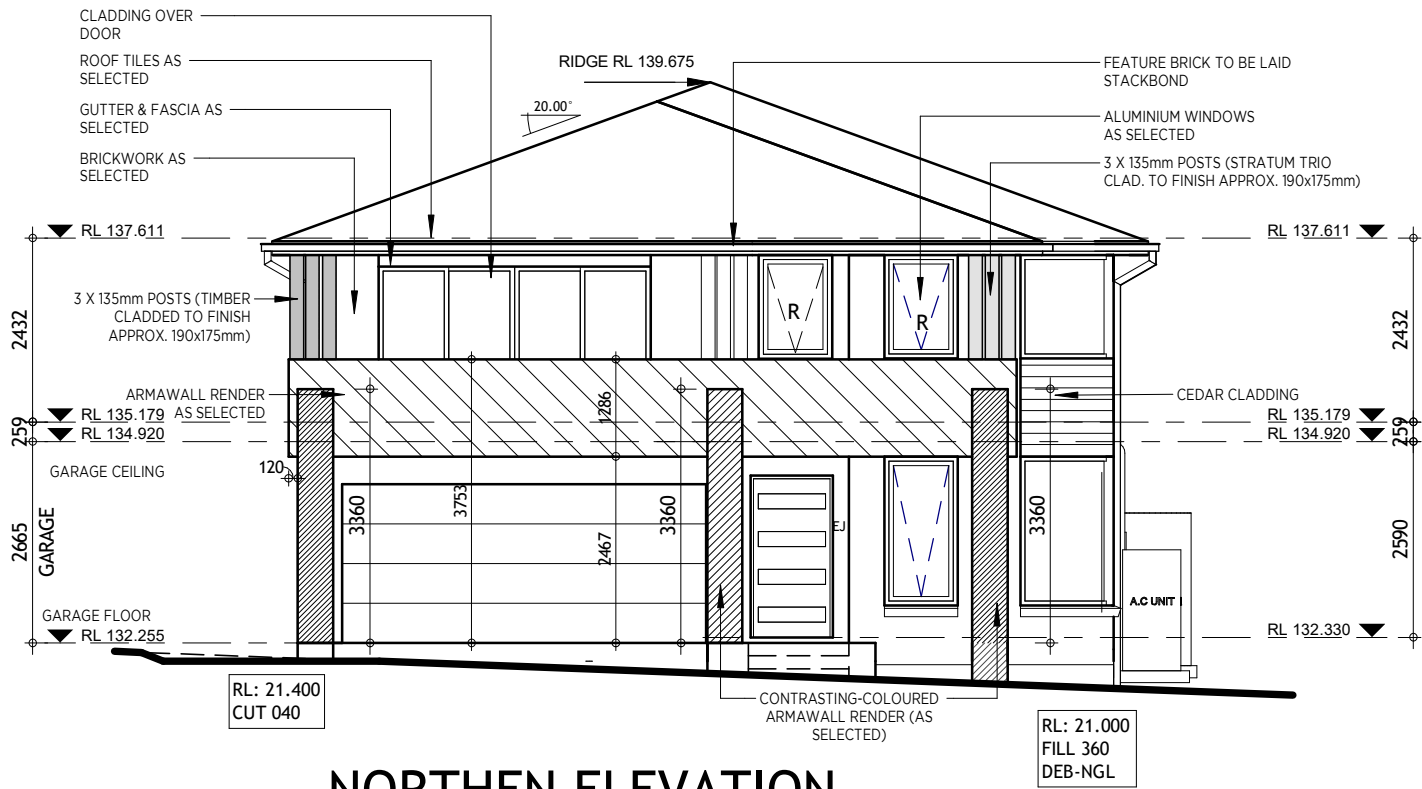 CLADDING OVER
DOOR
ROOF TILES AS
SELECTED
GUTTER & FASCIA AS
SELECTED
BRICKWORK AS
SELECTED
RIDGE RL 139.675
20.00°
FEATURE BRICK TO BE LAID
STACKBOND
ALUMINIUM WINDOWS
AS SELECTED
3 X 135mm POSTS (STRATUM TRIO
CLAD. TO FINISH APPROX. 190x175mm)
RL 137.611
RL 137.611
3 X 135mm POSTS (TIMBER
CLADDED TO FINISH
APPROX. 190x175mm)
2432
R
R
2432
ARMAWALL RENDER
AS SELECTED
1286
CEDAR CLADDING
RL 135.179
RL 135.179
259
259
RL 134.920
RL 134.920
GARAGE CEILING
120
2665
GARAGE
3360
3753
2467
3360
EJ
3360
2590
A.C UNIT
GARAGE FLOOR
RL 132.255
RL 132.330
RL: 21.400
CUT 040
CONTRASTING-COLOURED
ARMAWALL RENDER (AS
SELECTED)
RL: 21.000
FILL 360
DEB-NGL
NORTHEN ELEVATION